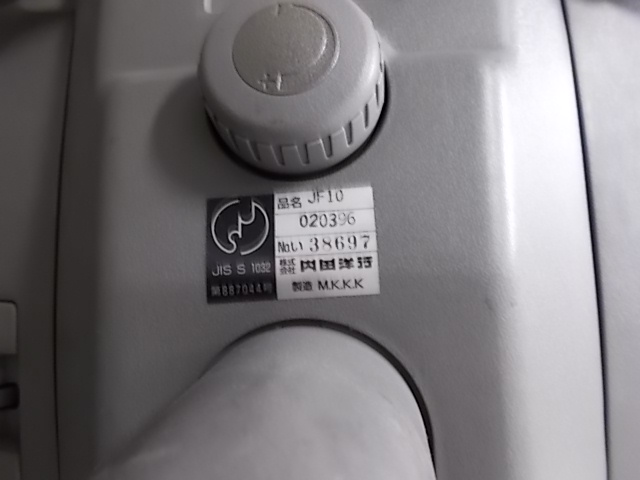 品名 JF10
020396
No.い 38697
JIS S 1032
株式会社 内田洋行
第887044号
製造 M.K.K.K